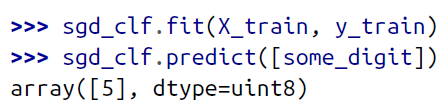 >>> sgd_clf.fit(X_train, y_train)
>>> sgd_clf.predict([some_digit])
array([5], dtype=uint8)